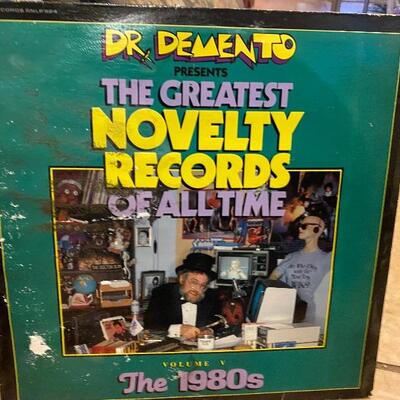 DR. DEMENTO
PRESENTS
THE GREATEST
NOVELTY
RECORDS
OF ALL TIME
VOLUME V
The 1980s